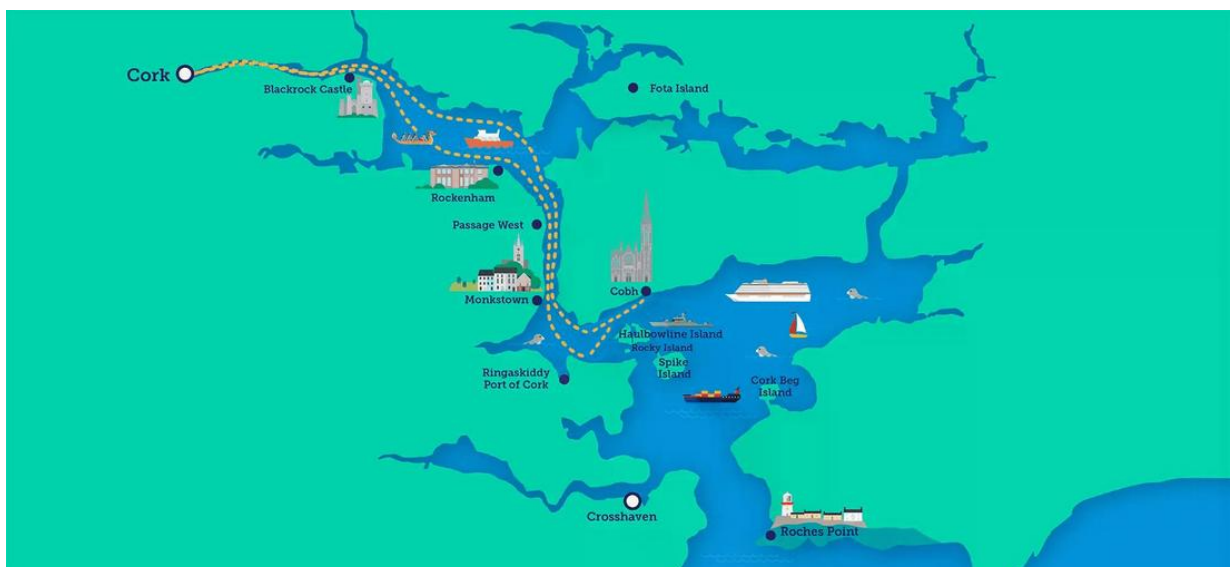 Cork
Blackrock Castle
Fota Island
Rockenham
Passage West
Monkstown
Cobh
Haulbowline Island
Rocky Island
Spike
Island
Ringaskiddy
Port of Cork
Cork Beg
Island
Crosshaven
Roches Point